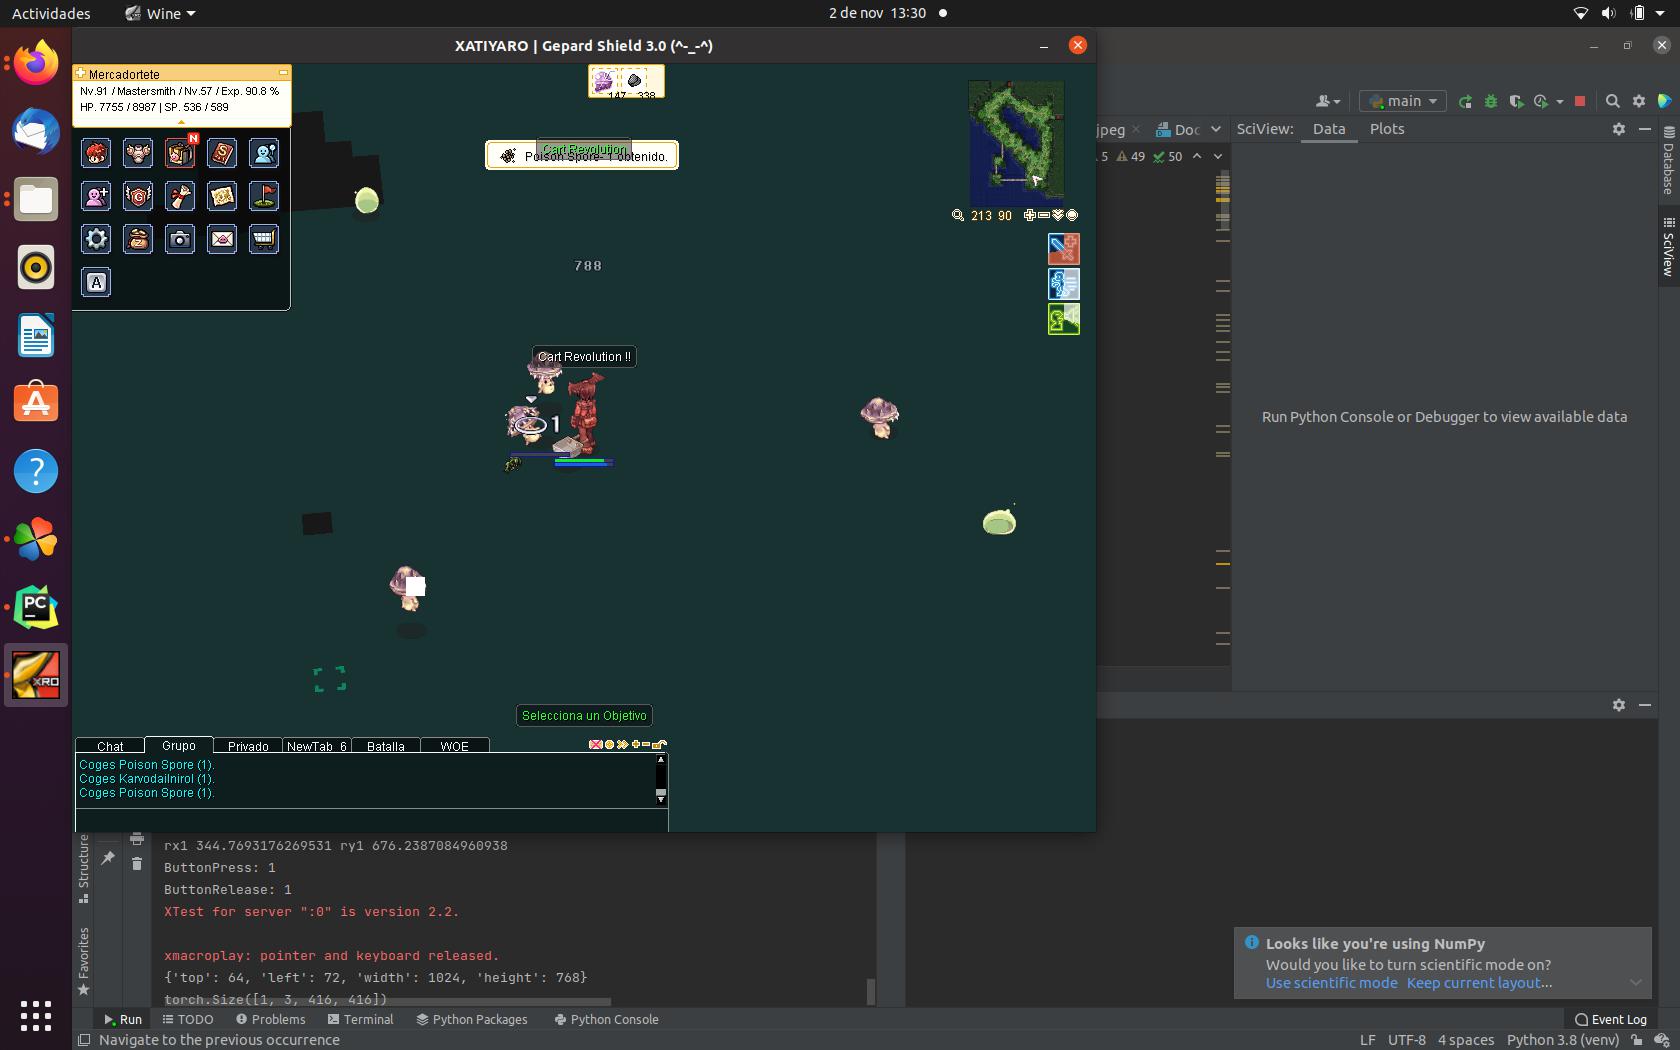 Actividades
Wine
2 de nov 13:30
XATIYARO | Gepard Shield 3.0 (^-_-^)
Mercadortete
Nv.91 / Mastersmith / Nv.57 / Exp. 90.8 %
HP. 7755 / 8987 | SP. 536 / 589
N
A
147 338
Cart Revolution
Poison Spore- 1 obtenido.
788
Cart Revolution !!
1
213 90
Selecciona un Objetivo
Chat Grupo Privado NewTab 6 Batalla WOE
Coges Poison Spore (1).
Coges Karvodailnirol (1).
Coges Poison Spore (1).
main
jpeg
Doc
SciView: Data Plots
5 49 50
Database
SciView
Run Python Console or Debugger to view available data
PC
XRO
Structure
Favorites
rx1 344.7693176269531 ry1 676.2387084960938
ButtonPress: 1
ButtonRelease: 1
XTest for server ":0" is version 2.2.
xmacroplay: pointer and keyboard released.
{'top': 64, 'left': 72, 'width': 1024, 'height': 768}
torch.Size([1, 3, 416, 416])
Looks like you're using NumPy
Would you like to turn scientific mode on?
Use scientific mode Keep current layout...
Run TODO Problems Terminal Python Packages Python Console
Event Log
Navigate to the previous occurrence
LF UTF-8 4 spaces Python 3.8 (venv)